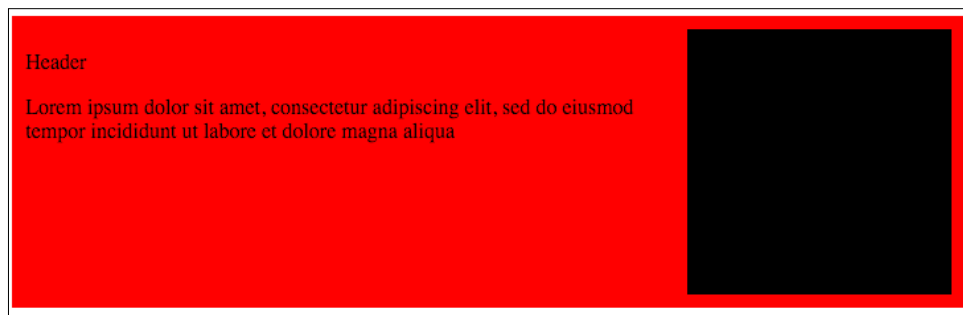 Header
Lorem ipsum dolor sit amet, consectetur adipiscing elit, sed do eiusmod
tempor incididunt ut labore et dolore magna aliqua